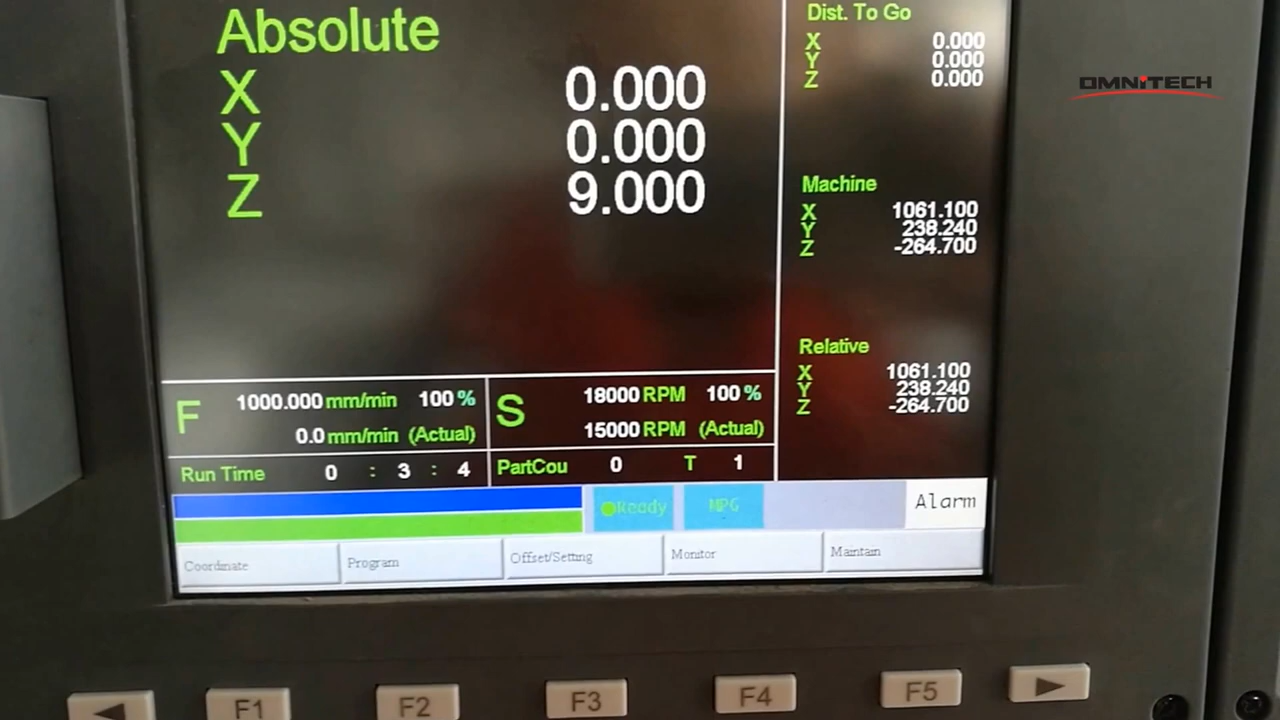 Absolute
X 0.000
Y 0.000
Z 9.000
Dist. To Go
X 0.000
Y 0.000
Z 0.000
OMNiTECH
Machine
X 1061.100
Y 238.240
Z -264.700
Relative
X 1061.100
Y 238.240
Z -264.700
F 1000.000 mm/min 100 %
0.0 mm/min (Actual)
S 18000 RPM 100 %
15000 RPM (Actual)
Run Time 0 : 3 : 4
PartCou 0 T 1
Ready MPG Alarm
Coordinate Program Offset/Setting Monitor Maintain
F1 F2 F3 F4 F5